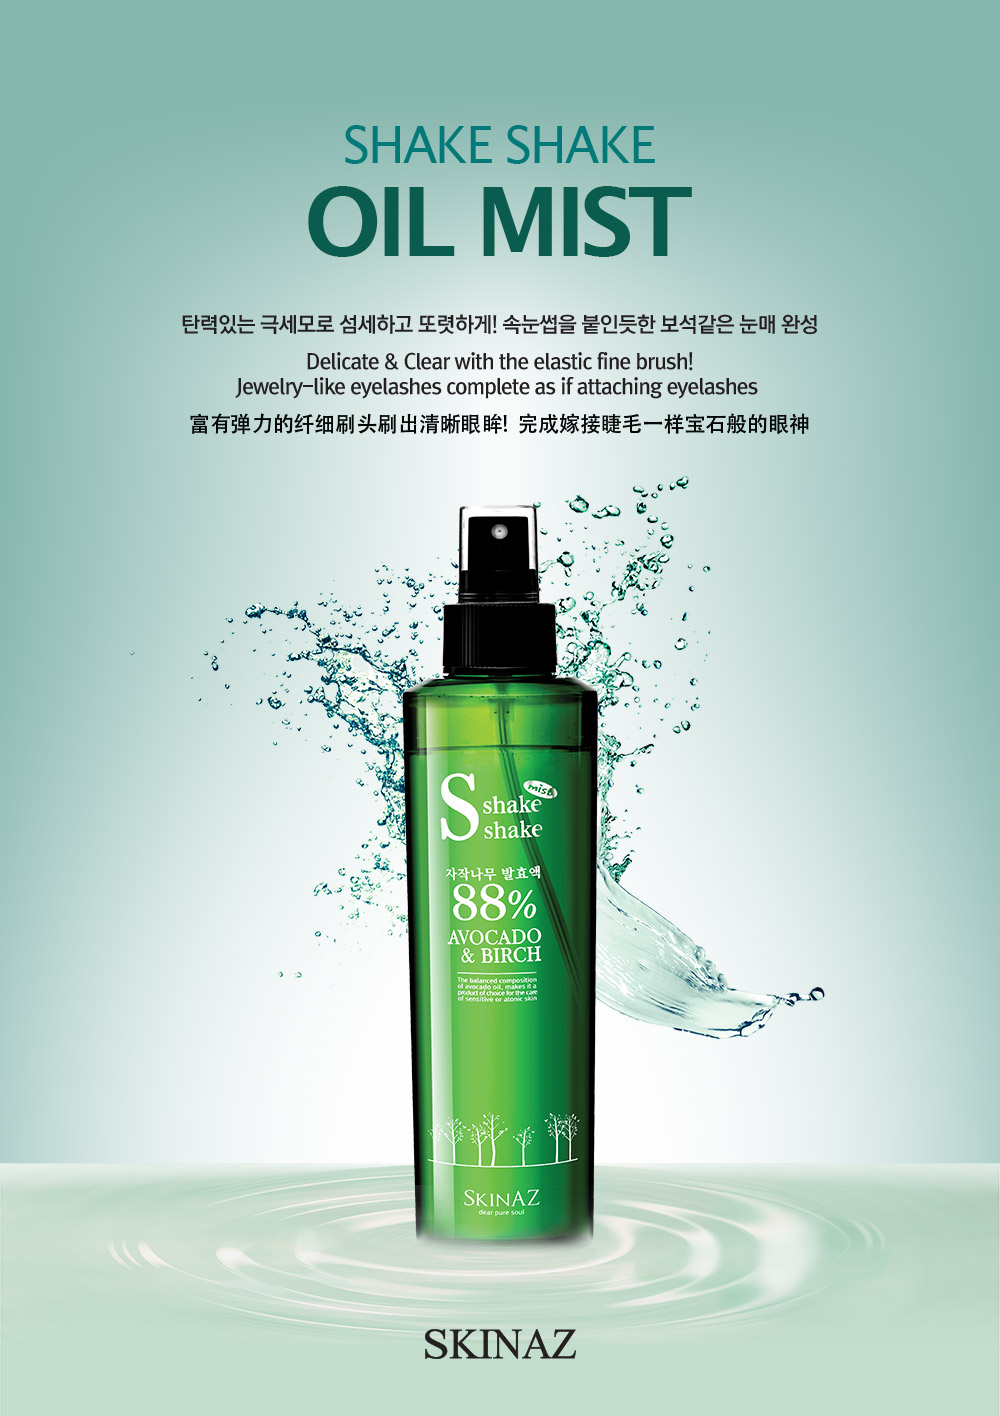 SHAKE SHAKE
OIL MIST
탄력있는 극세모로 섬세하고 또렷하게! 속눈썹을 붙인듯한 보석같은 눈매 완성
Delicate & Clear with the elastic fine brush!
Jewelry-like eyelashes complete as if attaching eyelashes
富有弹力的纤细刷头刷出清晰眼眸! 完成嫁接睫毛一样宝石般的眼神
S shake mist
shake
자작나무 발효액
88%
AVOCADO
& BIRCH
The balanced composition
of avocado oil, makes it a
product of choice for the care
of sensitive or atonic skin
SKINAZ
dear pure soul
SKINAZ